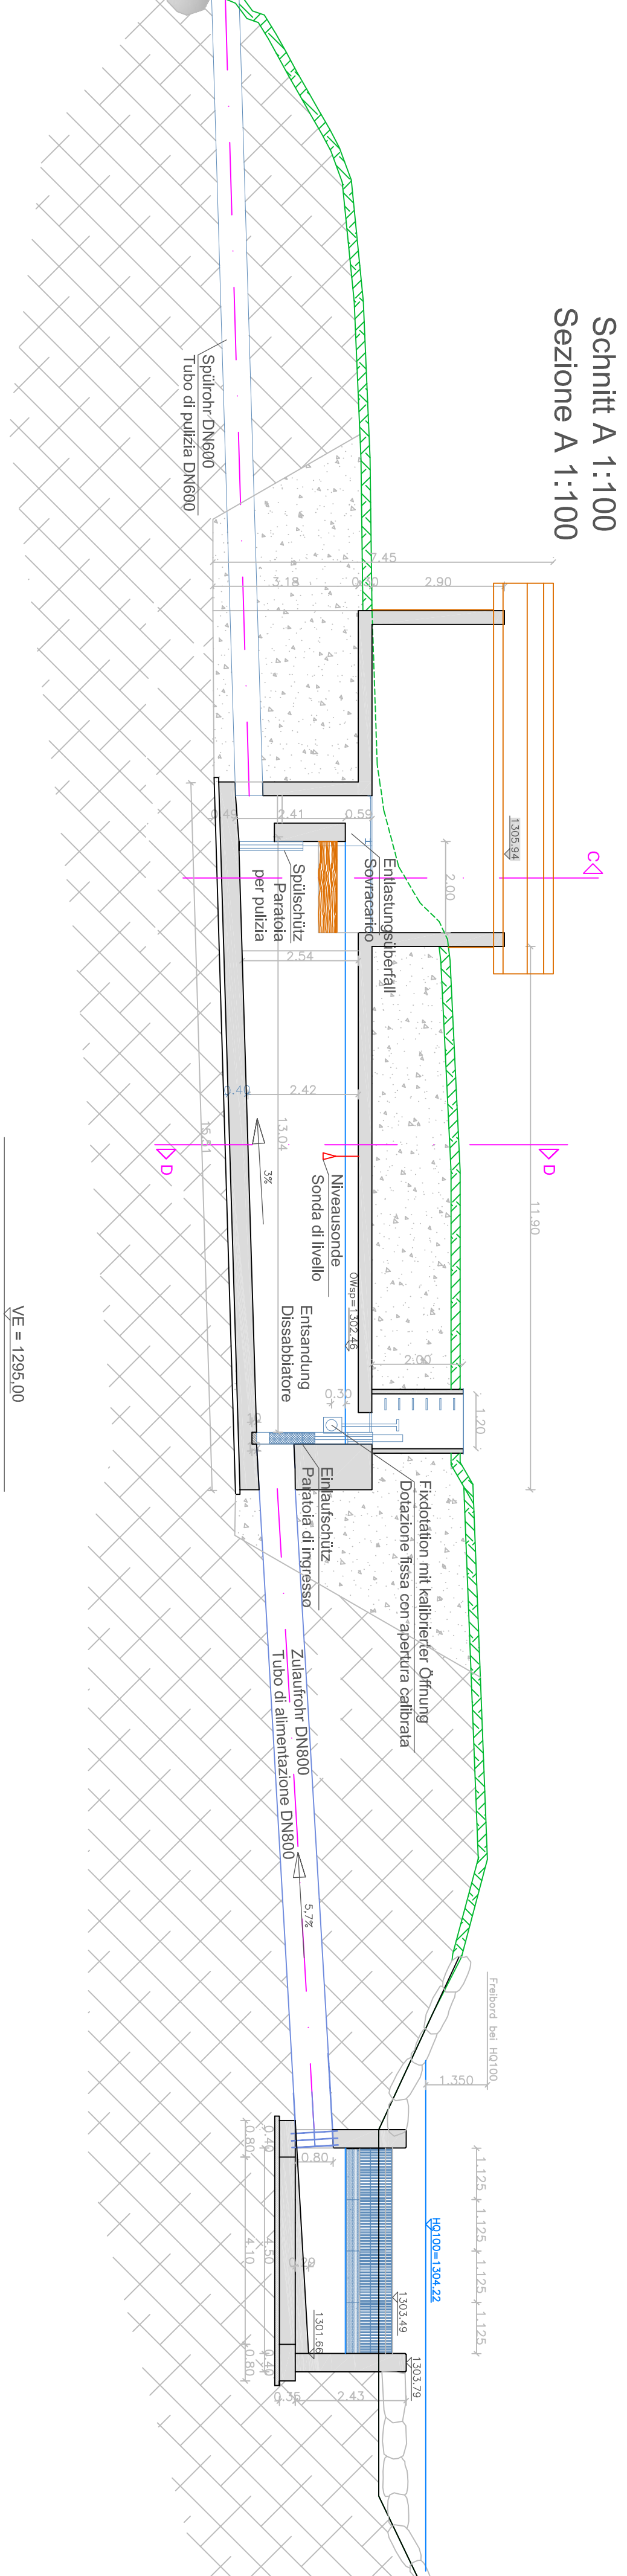 Schnitt A 1:100
Sezione A 1:100
Spülrohr DN600
Tubo di pulizia DN600
7.45
3.18
2.90
1305.94
C
0.49
2.41
0.59
2.00
Entlastungsüberfall
Sovracarico
Spülschütz
Paratoia
per pulizia
2.54
0.40
2.42
13.04
3%
11.90
D
D
Niveausonde
Sonda di livello
OWsp=1302.46
Entsandung
Dissabbiatore
2.00
0.30
1.20
Einlaufschütz
Paratoia di ingresso
Fixdotation mit kalibrierter Öffnung
Dotazione fissa con apertura calibrata
VE = 1295,00
Zulaufrohr DN800
Tubo di alimentazione DN800
5,7%
Freibord bei HQ100
1.350
0.80
0.40
0.80
1.125
1.125
1.125
1.125
HQ100=1304.22
4.10
4.50
0.20
1303.49
1301.66
1303.79
0.80
0.40
0.35
2.43